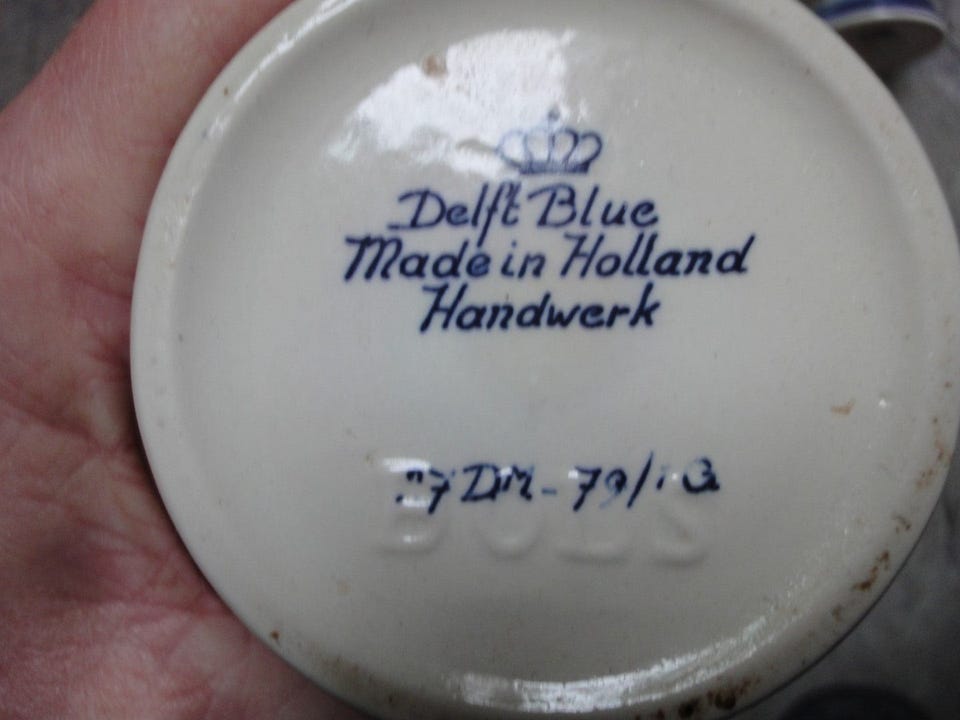 Delft Blue
Made in Holland
Handwerk
DM - 79/
BOLS